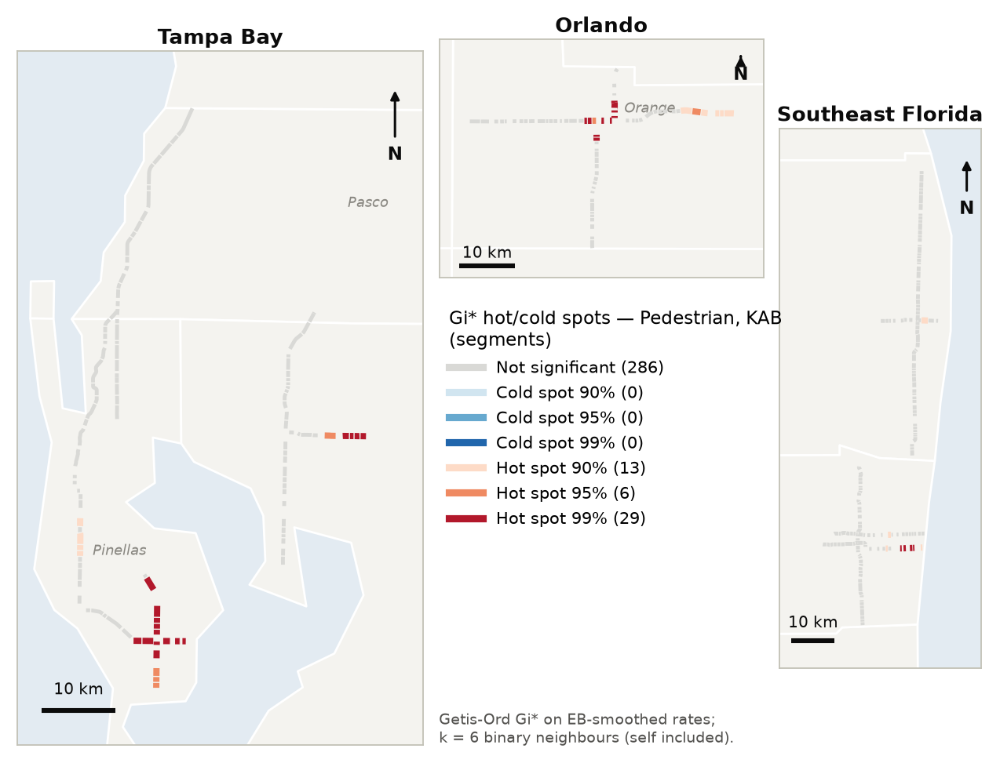 Tampa Bay
Orlando
Southeast Florida
N
N
N
Pasco
Orange
Pinellas
10 km
10 km
10 km
Gi* hot/cold spots — Pedestrian, KAB
(segments)
Not significant (286)
Cold spot 90% (0)
Cold spot 95% (0)
Cold spot 99% (0)
Hot spot 90% (13)
Hot spot 95% (6)
Hot spot 99% (29)
Getis-Ord Gi* on EB-smoothed rates;
k = 6 binary neighbours (self included).